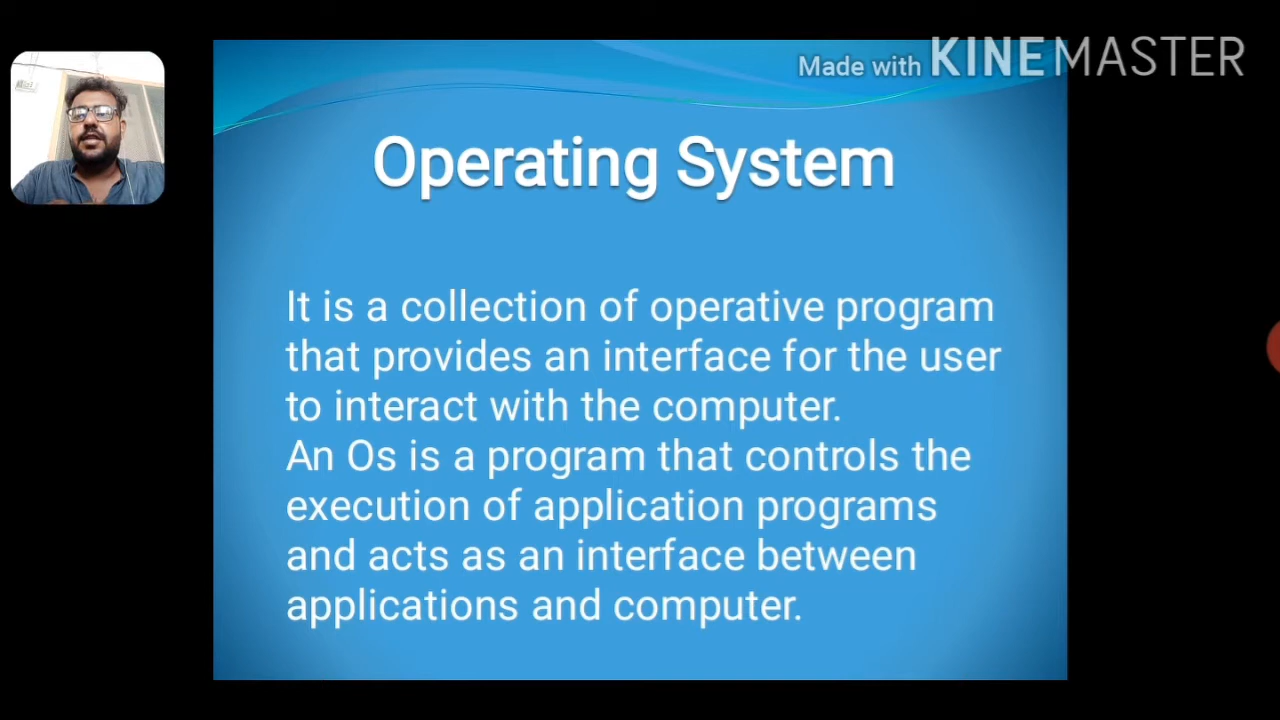 Made with KINEMASTER
Operating System
It is a collection of operative program
that provides an interface for the user
to interact with the computer.
An Os is a program that controls the
execution of application programs
and acts as an interface between
applications and computer.